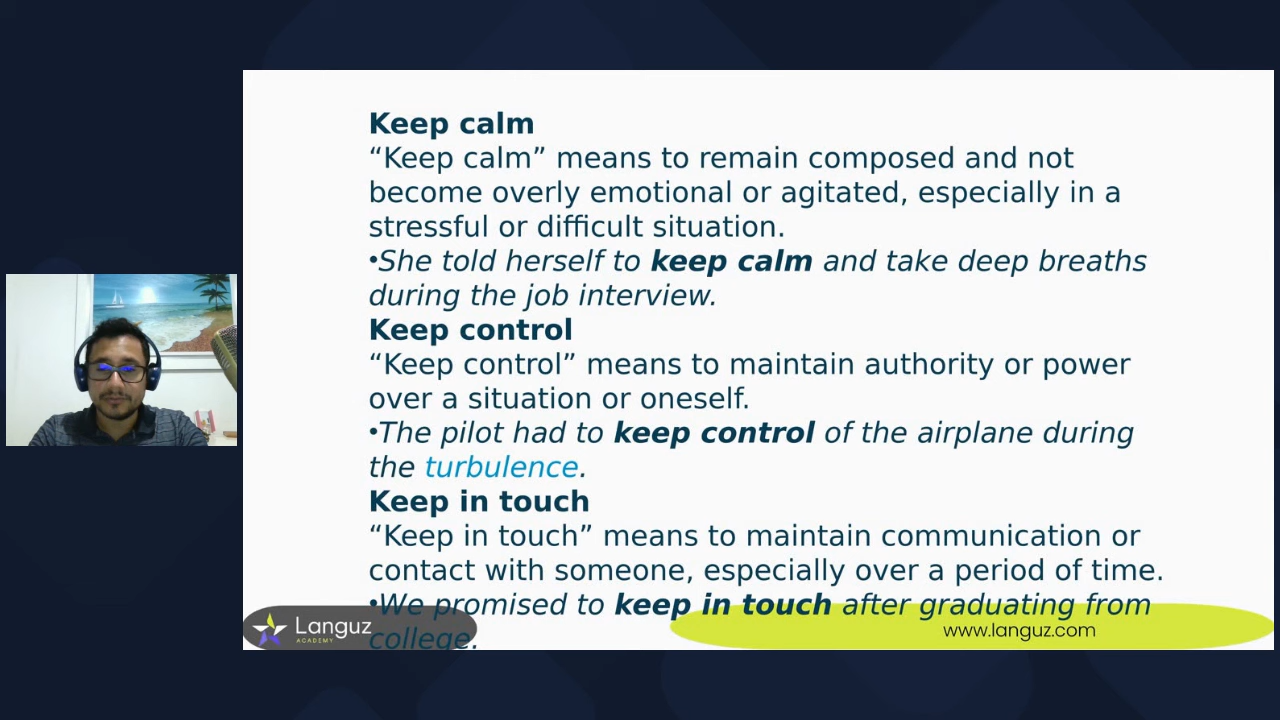 Keep calm
“Keep calm” means to remain composed and not
become overly emotional or agitated, especially in a
stressful or difficult situation.
•She told herself to keep calm and take deep breaths
during the job interview.
Keep control
“Keep control” means to maintain authority or power
over a situation or oneself.
•The pilot had to keep control of the airplane during
the turbulence.
Keep in touch
“Keep in touch” means to maintain communication or
contact with someone, especially over a period of time.
•We promised to keep in touch after graduating from
college.
Languz
ACADEMY
www.languz.com